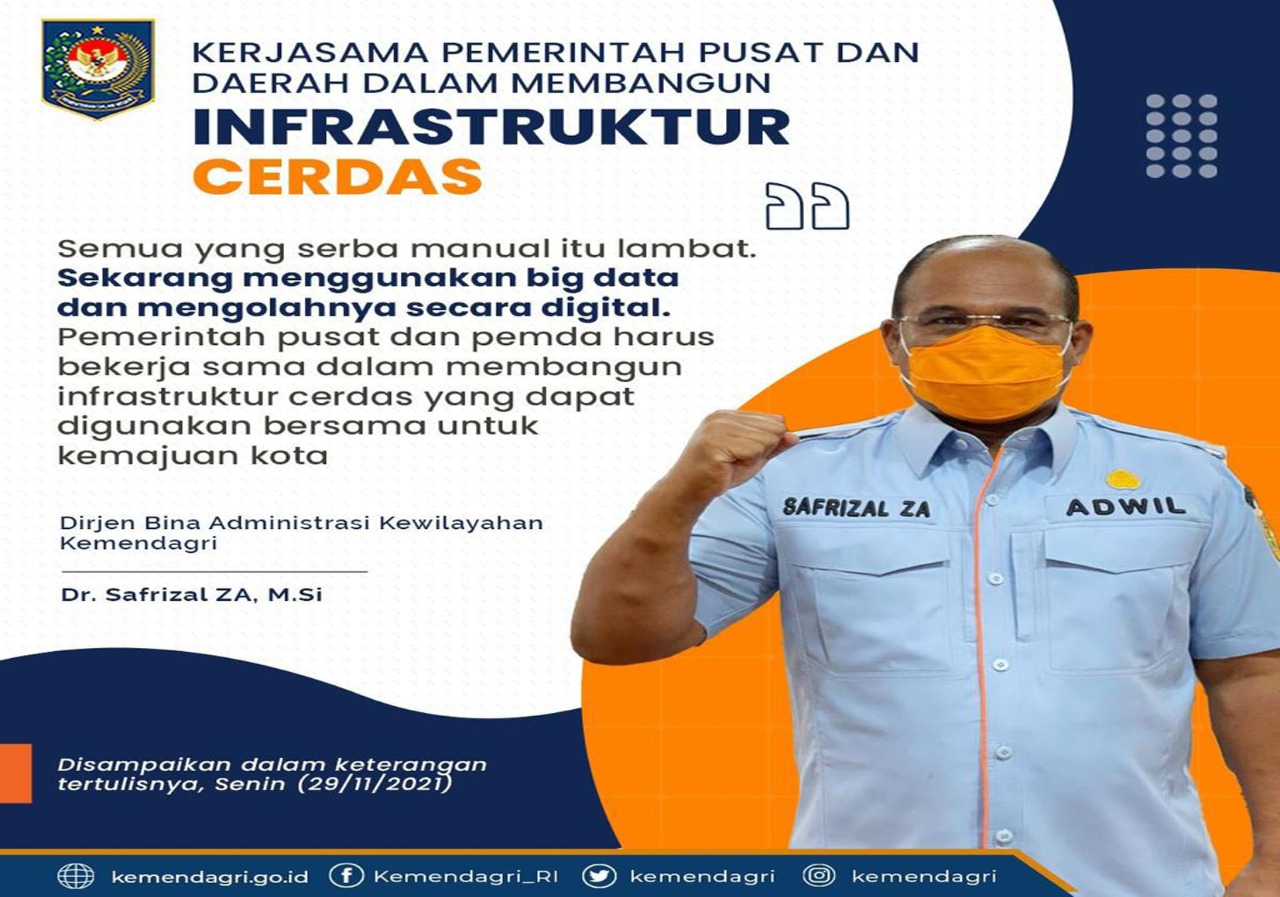 KERJASAMA PEMERINTAH PUSAT DAN
DAERAH DALAM MEMBANGUN
INFRASTRUKTUR
CERDAS
Semua yang serba manual itu lambat.
Sekarang menggunakan big data
dan mengolahnya secara digital.
Pemerintah pusat dan pemda harus
bekerja sama dalam membangun
infrastruktur cerdas yang dapat
digunakan bersama untuk
kemajuan kota
Dirjen Bina Administrasi Kewilayahan
Kemendagri
Dr. Safrizal ZA, M.Si
SAFRIZAL ZA
ADWIL
Disampaikan dalam keterangan
tertulisnya, Senin (29/11/2021)
kemendagri.go.id Kemendagri_RI kemendagri kemendagri